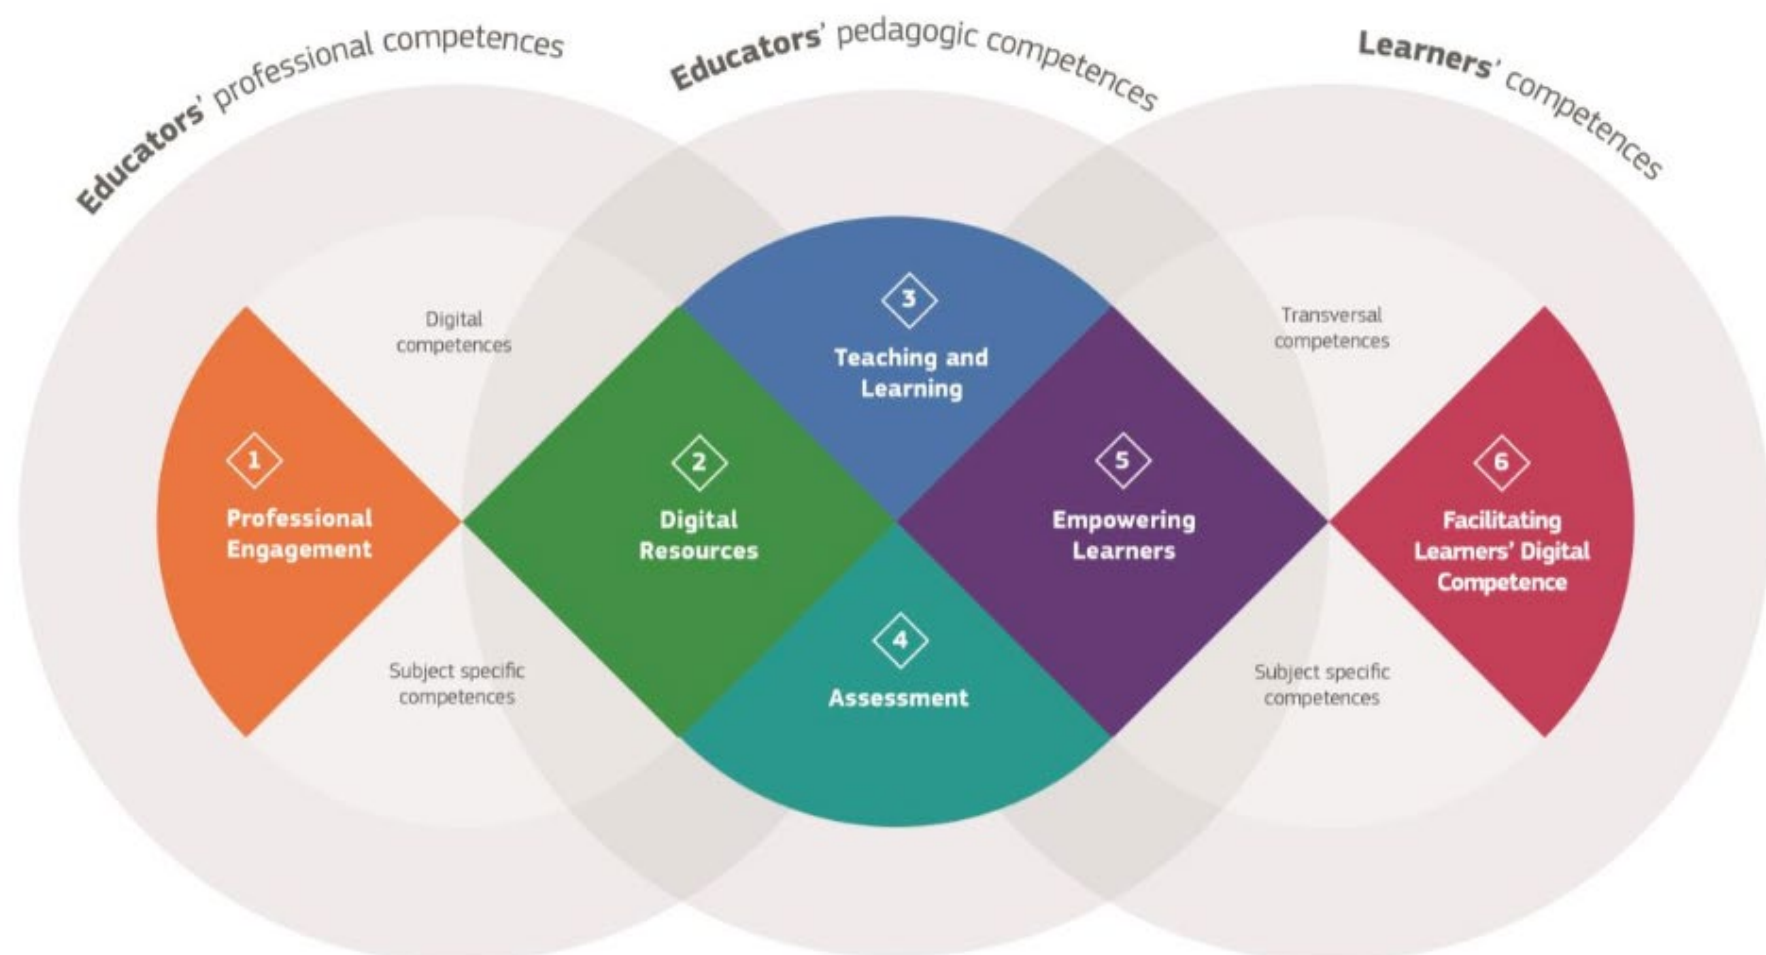 Educators' professional competences
Educators' pedagogic competences
Learners' competences
Digital
competences
Subject specific
competences
1
Professional
Engagement
2
Digital
Resources
3
Teaching and
Learning
4
Assessment
5
Empowering
Learners
Transversal
competences
Subject specific
competences
6
Facilitating
Learners' Digital
Competence